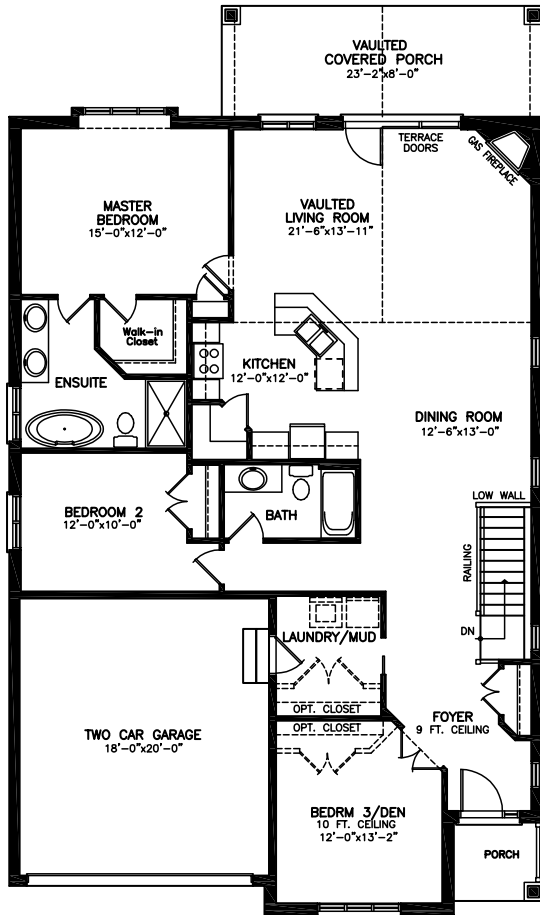 VAULTED
COVERED PORCH
23'-2"x8'-0"
TERRACE
DOORS
GAS FIREPLACE
MASTER
BEDROOM
15'-0"x12'-0"
VAULTED
LIVING ROOM
21'-6"x13'-11"
Walk-in
Closet
KITCHEN
12'-0"x12'-0"
ENSUITE
DINING ROOM
12'-6"x13'-0"
BEDROOM 2
12'-0"x10'-0"
BATH
LOW WALL
RAILING
DN
LAUNDRY/MUD
OPT. CLOSET
OPT. CLOSET
FOYER
9 FT. CEILING
TWO CAR GARAGE
18'-0"x20'-0"
BEDRM 3/DEN
10 FT. CEILING
12'-0"x13'-2"
PORCH